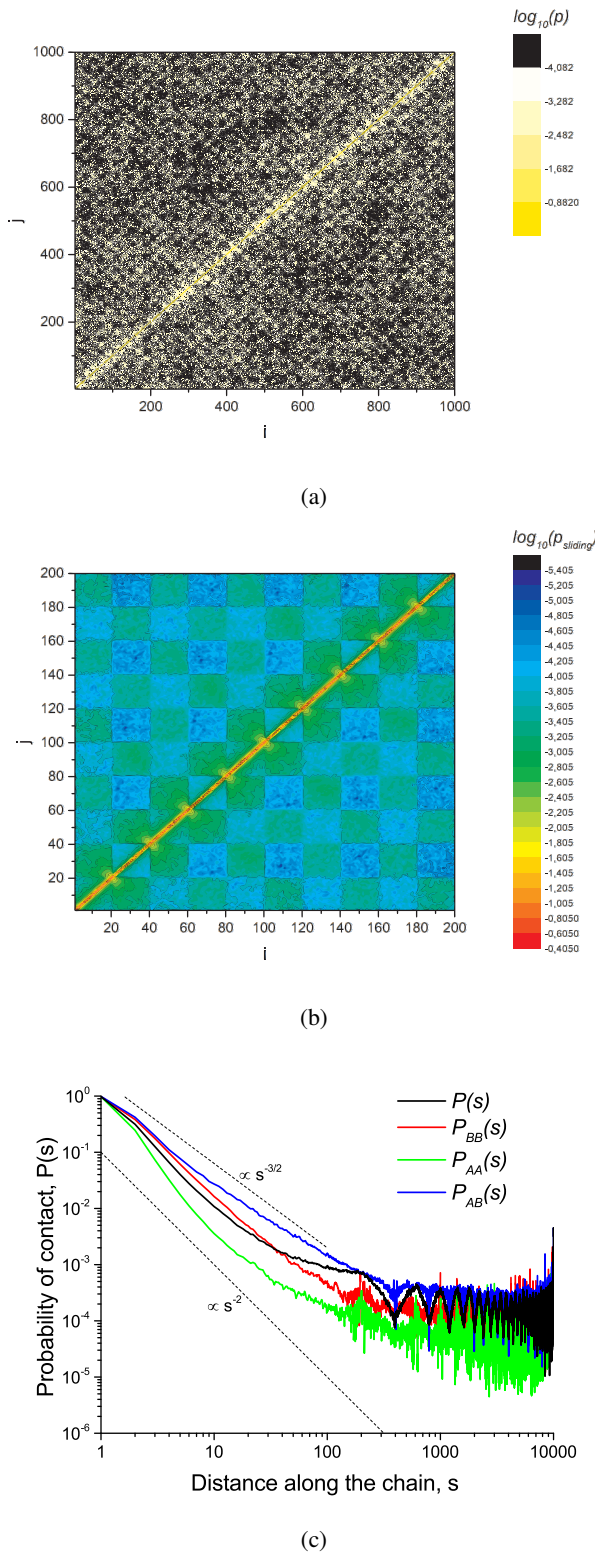 log10(p)
-4,082
-3,282
-2,482
-1,682
-0.8820
1000
800
600
400
200
j
200 400 600 800 1000
i
(a)
log10(psliding)
-5,405
-5,205
-5,005
-4,805
-4,605
-4,405
-4,205
-4,005
-3,805
-3,605
-3,405
-3,205
-3,005
-2,805
-2,605
-2,405
-2,205
-2,005
-1,805
-1,605
-1,405
-1,205
-1,005
-0,8050
-0,6050
-0,4050
200
180
160
140
120
100
80
60
40
20
j
20 40 60 80 100 120 140 160 180 200
i
(b)
10^0
10^-1
10^-2
10^-3
10^-4
10^-5
10^-6
Probability of contact, P(s)
P(s)
PBB(s)
PAA(s)
PAB(s)
∝ s^-3/2
∝ s^-2
1 10 100 1000 10000
Distance along the chain, s
(c)